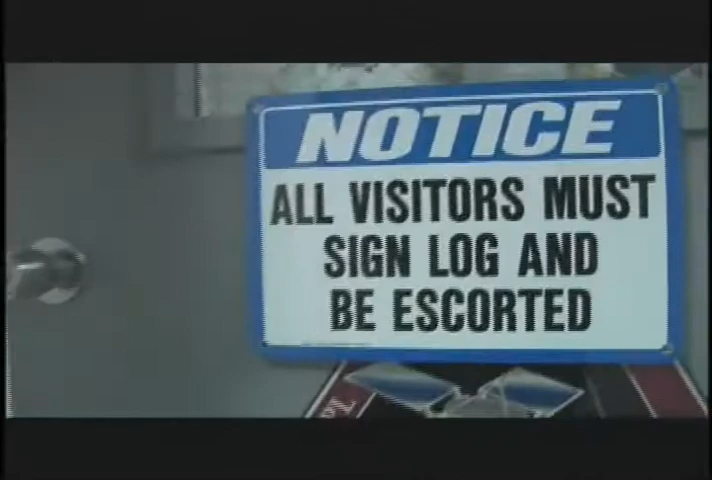 NOTICE
ALL VISITORS MUST
SIGN LOG AND
BE ESCORTED